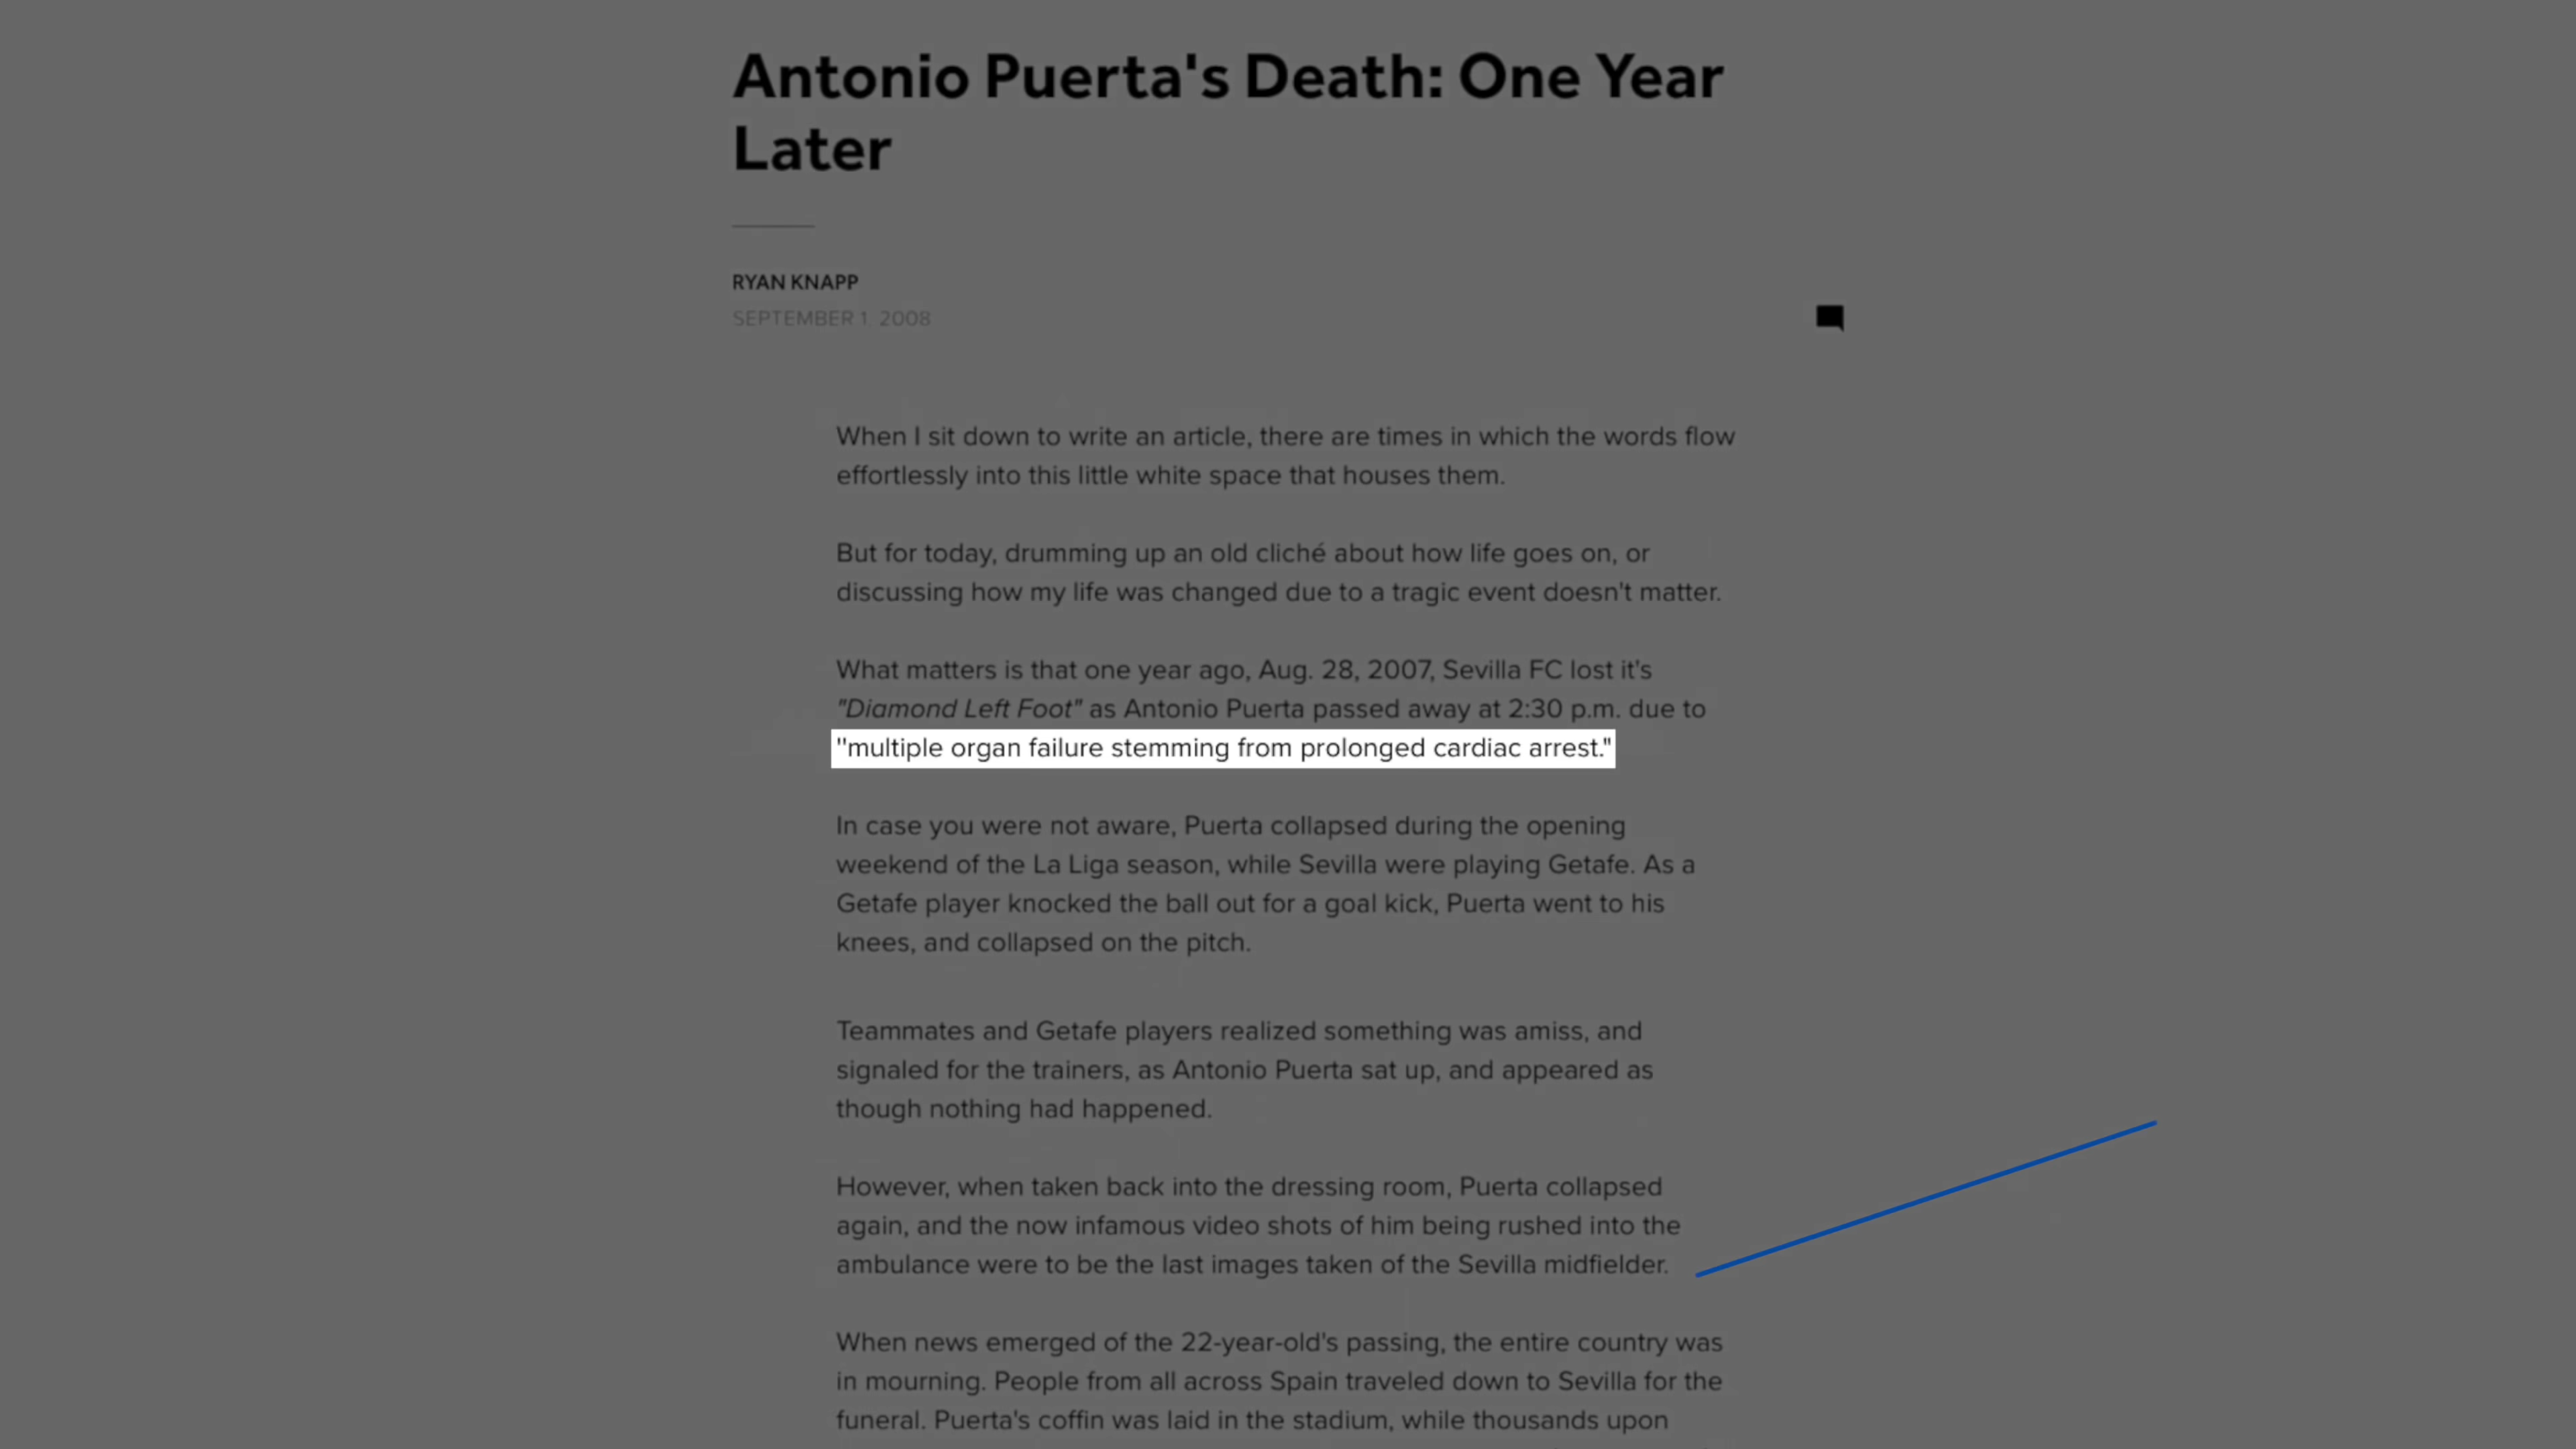 Antonio Puerta's Death: One Year
Later
RYAN KNAPP
SEPTEMBER 1, 2008
When I sit down to write an article, there are times in which the words flow
effortlessly into this little white space that houses them.
But for today, drumming up an old cliché about how life goes on, or
discussing how my life was changed due to a tragic event doesn't matter.
What matters is that one year ago, Aug. 28, 2007, Sevilla FC lost it's
"Diamond Left Foot" as Antonio Puerta passed away at 2:30 p.m. due to
"multiple organ failure stemming from prolonged cardiac arrest."
In case you were not aware, Puerta collapsed during the opening
weekend of the La Liga season, while Sevilla were playing Getafe. As a
Getafe player knocked the ball out for a goal kick, Puerta went to his
knees, and collapsed on the pitch.
Teammates and Getafe players realized something was amiss, and
signaled for the trainers, as Antonio Puerta sat up, and appeared as
though nothing had happened.
However, when taken back into the dressing room, Puerta collapsed
again, and the now infamous video shots of him being rushed into the
ambulance were to be the last images taken of the Sevilla midfielder.
When news emerged of the 22-year-old's passing, the entire country was
in mourning. People from all across Spain traveled down to Sevilla for the
funeral. Puerta's coffin was laid in the stadium, while thousands upon